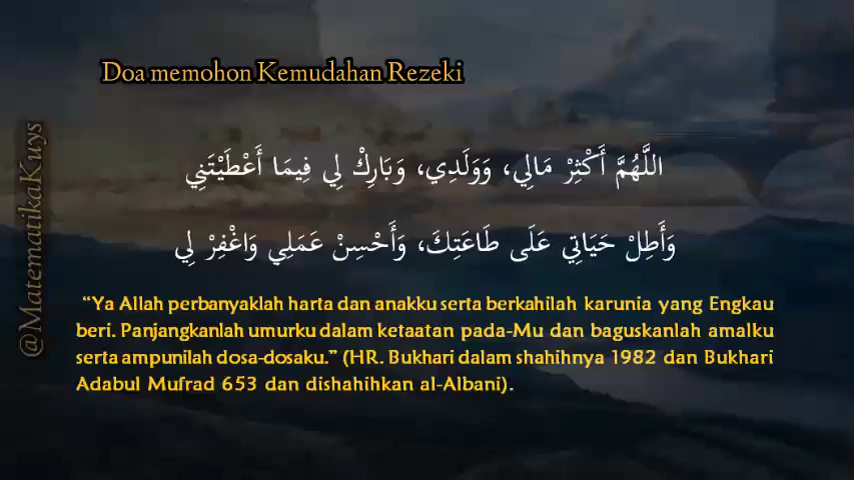 Doa memohon Kemudahan Rezeki
@MatematikaKuys
اللَّهُمَّ أَكْثِرْ مَالِي، وَوَلَدِي، وَبَارِكْ لِي فِيمَا أَعْطَيْتَنِي
وَأَطِلْ حَيَاتِي عَلَى طَاعَتِكَ، وَأَحْسِنْ عَمَلِي وَاغْفِرْ لِي
“Ya Allah perbanyaklah harta dan anakku serta berkahilah karunia yang Engkau
beri. Panjangkanlah umurku dalam ketaatan pada-Mu dan baguskanlah amalku
serta ampunilah dosa-dosaku.” (HR. Bukhari dalam shahihnya 1982 dan Bukhari
Adabul Mufrad 653 dan dishahihkan al-Albani).